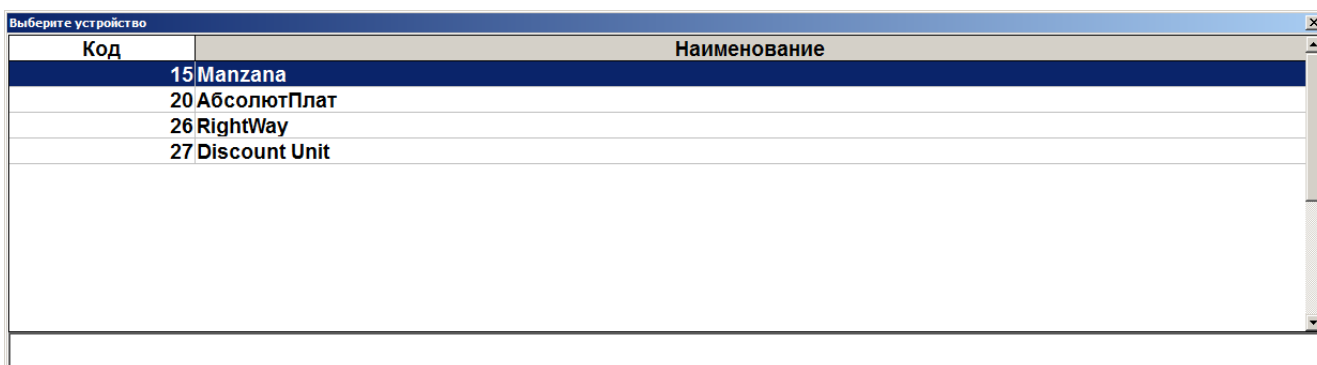 Выберите устройство
Код Наименование
15 Manzana
20 АбсолютПлат
26 RightWay
27 Discount Unit